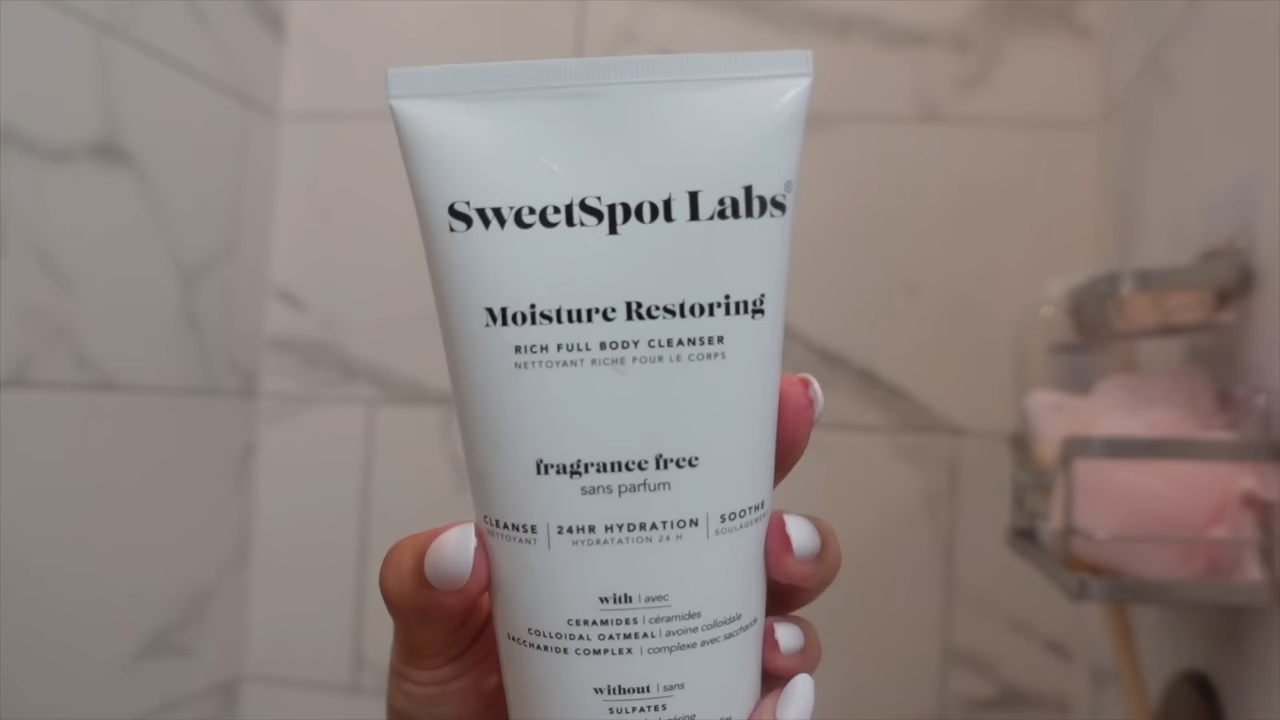 SweetSpot Labs®
Moisture Restoring
RICH FULL BODY CLEANSER
NETTOYANT RICHE POUR LE CORPS
fragrance free
sans parfum
CLEANSE | 24HR HYDRATION | SOOTHE
NETTOYANT HYDRATATION 24 H SOULAGEMENT
with | avec
CERAMIDES | céramides
COLLOIDAL OATMEAL | avoine colloïdale
SACCHARIDE COMPLEX | complexe avec saccharide
without | sans
SULFATES